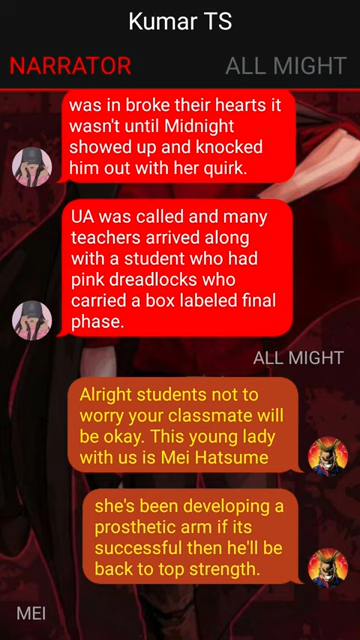 Kumar TS
NARRATOR
ALL MIGHT
was in broke their hearts it
wasn't until Midnight
showed up and knocked
him out with her quirk.
UA was called and many
teachers arrived along
with a student who had
pink dreadlocks who
carried a box labeled final
phase.
ALL MIGHT
Alright students not to
worry your classmate will
be okay. This young lady
with us is Mei Hatsume
she's been developing a
prosthetic arm if its
successful then he'll be
back to top strength.
MEI